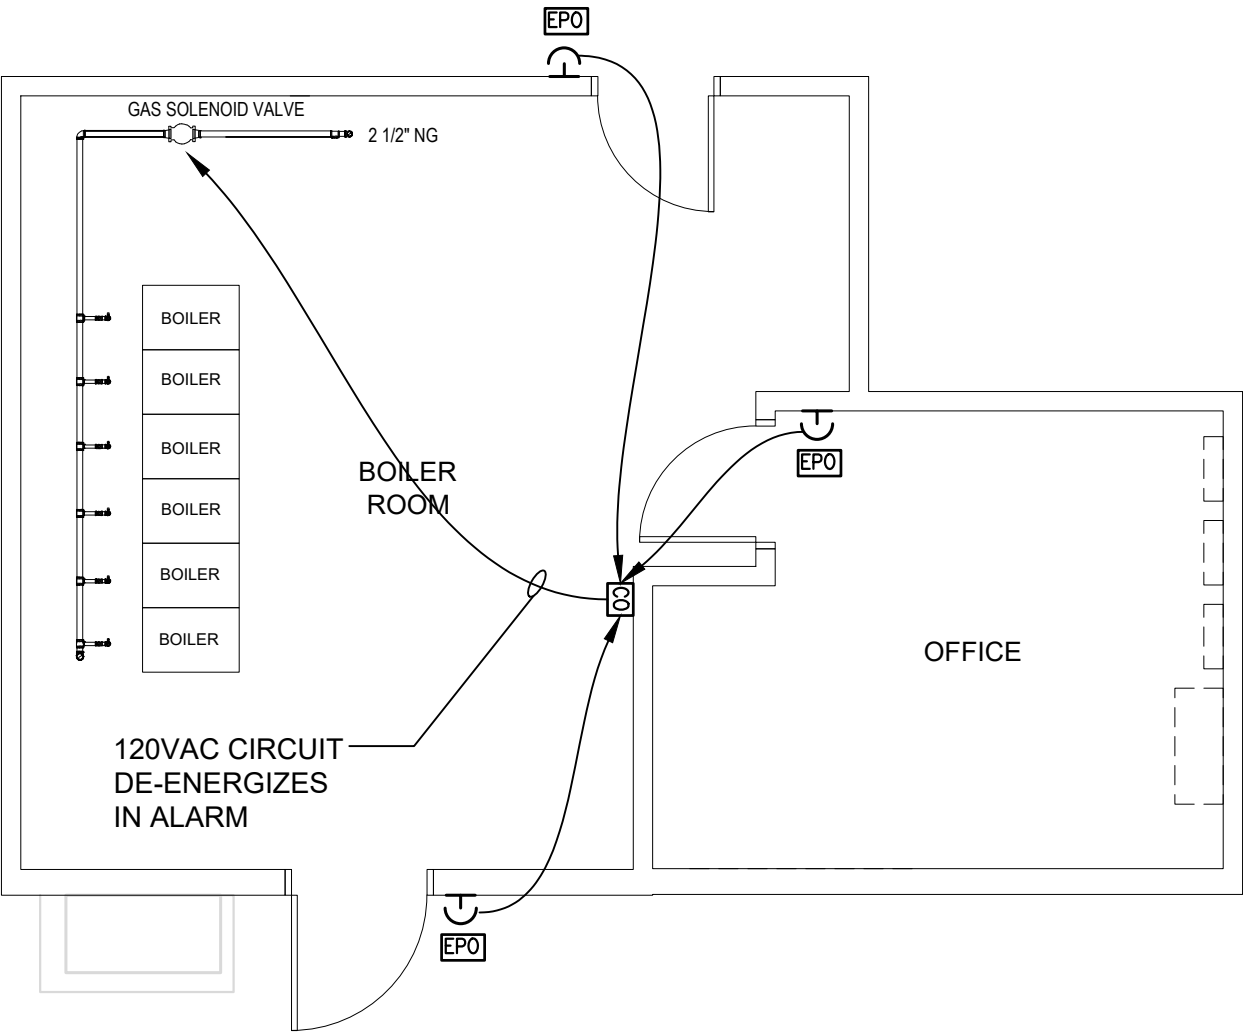 EPO
GAS SOLENOID VALVE
2 1/2" NG
BOILER
BOILER
BOILER
BOILER
BOILER
BOILER
BOILER
ROOM
EPO
CO
OFFICE
120VAC CIRCUIT
DE-ENERGIZES
IN ALARM
EPO